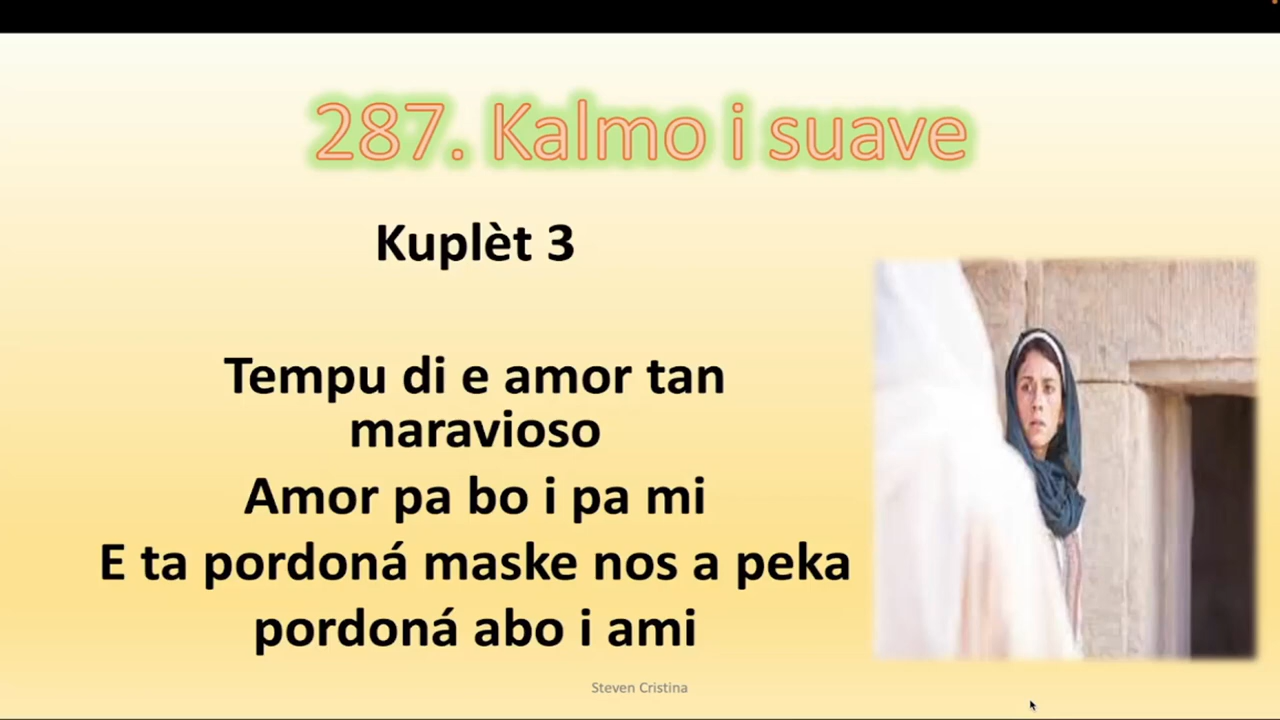 287. Kalmo i suave
Kuplèt 3
Tempu di e amor tan
maravioso
Amor pa bo i pa mi
E ta pordoná maske nos a peka
pordoná abo i ami
Steven Cristina